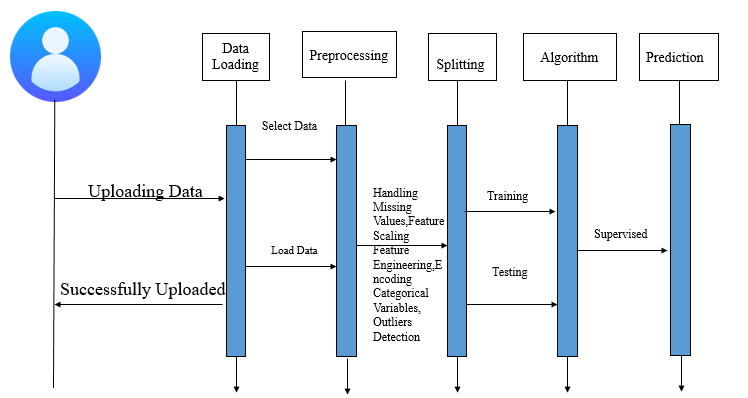 Data
Loading
Preprocessing
Splitting
Algorithm
Prediction
Select Data
Uploading Data
Handling
Missing
Values,Feature
Scaling
Feature
Engineering,E
ncoding
Categorical
Variables,
Outliers
Detection
Training
Supervised
Load Data
Testing
Successfully Uploaded